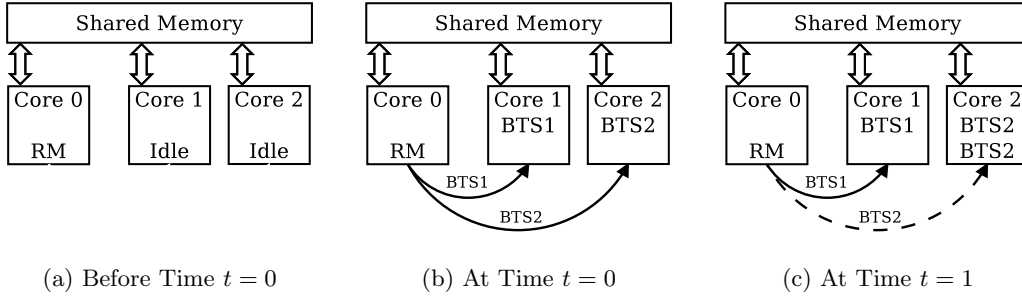 Shared Memory
Core 0
RM
Core 1
Idle
Core 2
Idle
(a) Before Time t = 0
Shared Memory
Core 0
RM
Core 1
BTS1
Core 2
BTS2
BTS1
BTS2
(b) At Time t = 0
Shared Memory
Core 0
RM
Core 1
BTS1
Core 2
BTS2
BTS2
BTS1
BTS2
(c) At Time t = 1